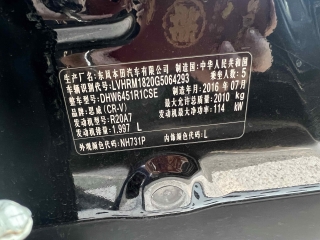 生产厂名：东风本田汽车有限公司 制造国：中华人民共和国
车辆识别代号：LVHRM1820G5064293 乘坐人数：5
整车型号：DHW6451R1CSE 制造年月：2016 年 07月
品牌：思威 (CR-V) 最大允许总质量：2010 kg
发动机型号：R20A7 发动机最大净功率：114 kW
发动机排量：1.997 L
外观颜色代码：NH731P 内饰颜色代码：L